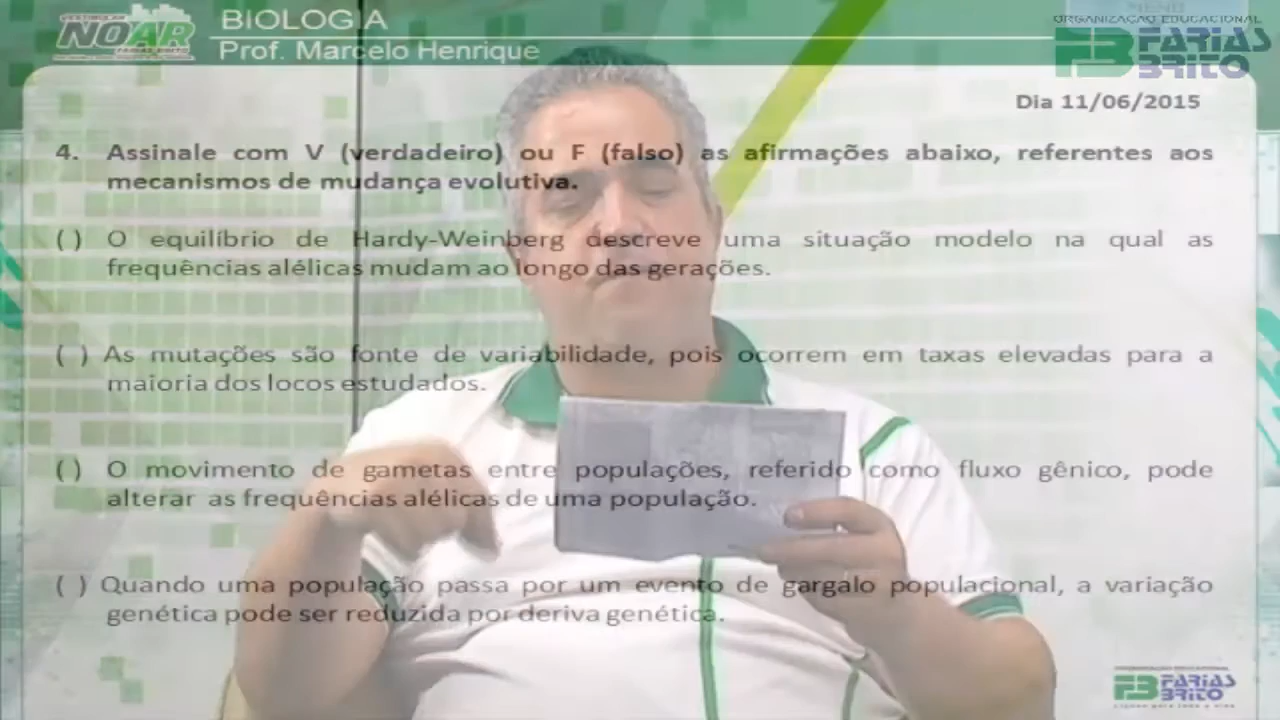 BIOLOGIA
NOAR
Prof. Marcelo Henrique
ORGANIZAÇÃO EDUCACIONAL
FB FARIAS
BRITO
Dia 11/06/2015
4. Assinale com V (verdadeiro) ou F (falso) as afirmações abaixo, referentes aos
mecanismos de mudança evolutiva.
( ) O equilíbrio de Hardy-Weinberg descreve uma situação modelo na qual as
frequências alélicas mudam ao longo das gerações.
( ) As mutações são fonte de variabilidade, pois ocorrem em taxas elevadas para a
maioria dos locos estudados.
( ) O movimento de gametas entre populações, referido como fluxo gênico, pode
alterar as frequências alélicas de uma população.
( ) Quando uma população passa por um evento de gargalo populacional, a variação
genética pode ser reduzida por deriva genética.
FB FARIAS
BRITO